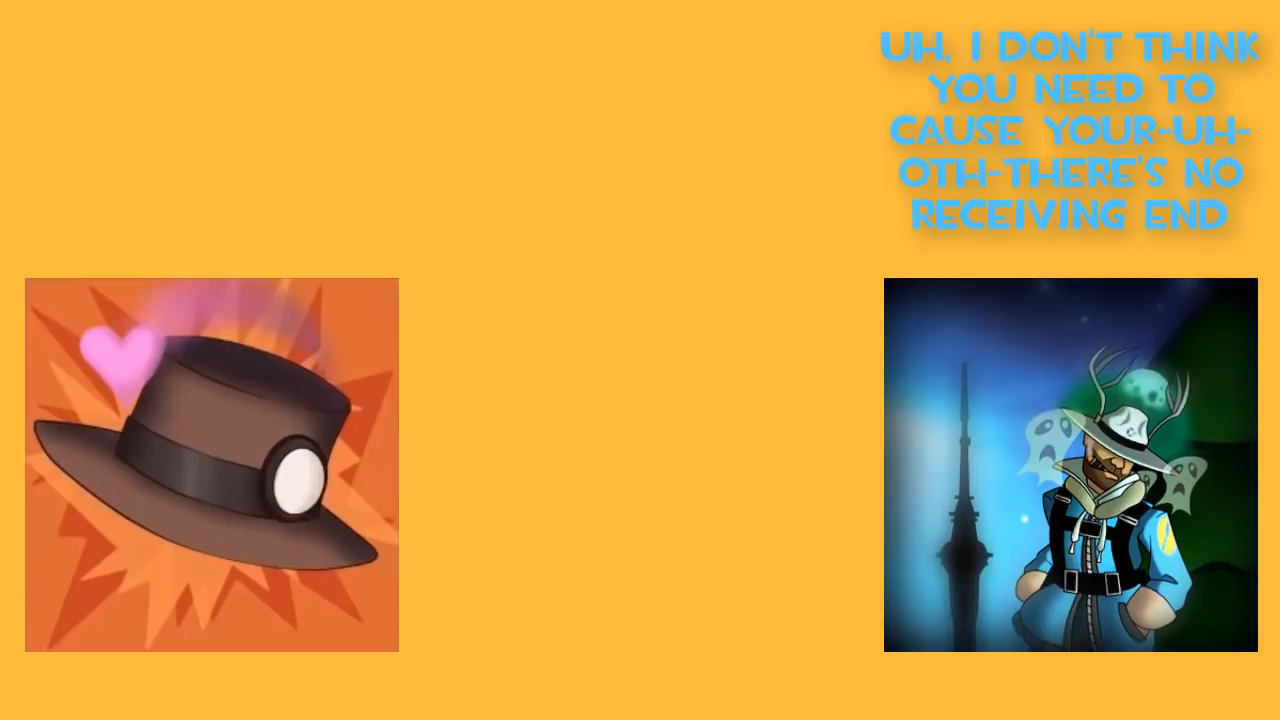 UH, I DON'T THINK
YOU NEED TO
CAUSE YOUR-UH-
OTH-THERE'S NO
RECEIVING END